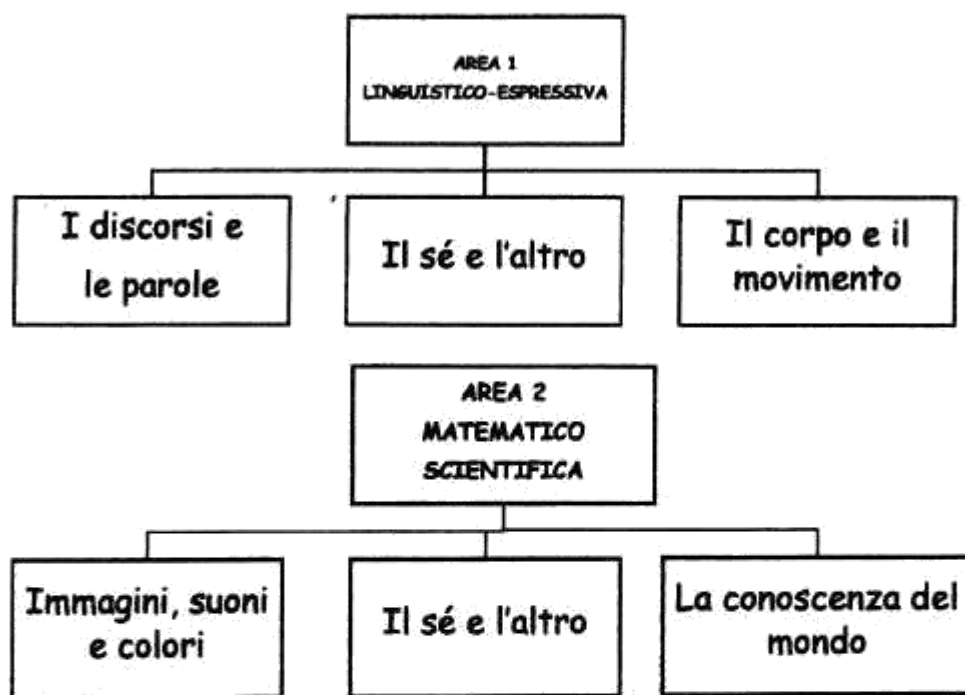 AREA 1
LINGUISTICO-ESPRESSIVA
I discorsi e
le parole
Il sé e l'altro
Il corpo e il
movimento
AREA 2
MATEMATICO
SCIENTIFICA
Immagini, suoni
e colori
Il sé e l'altro
La conoscenza del
mondo